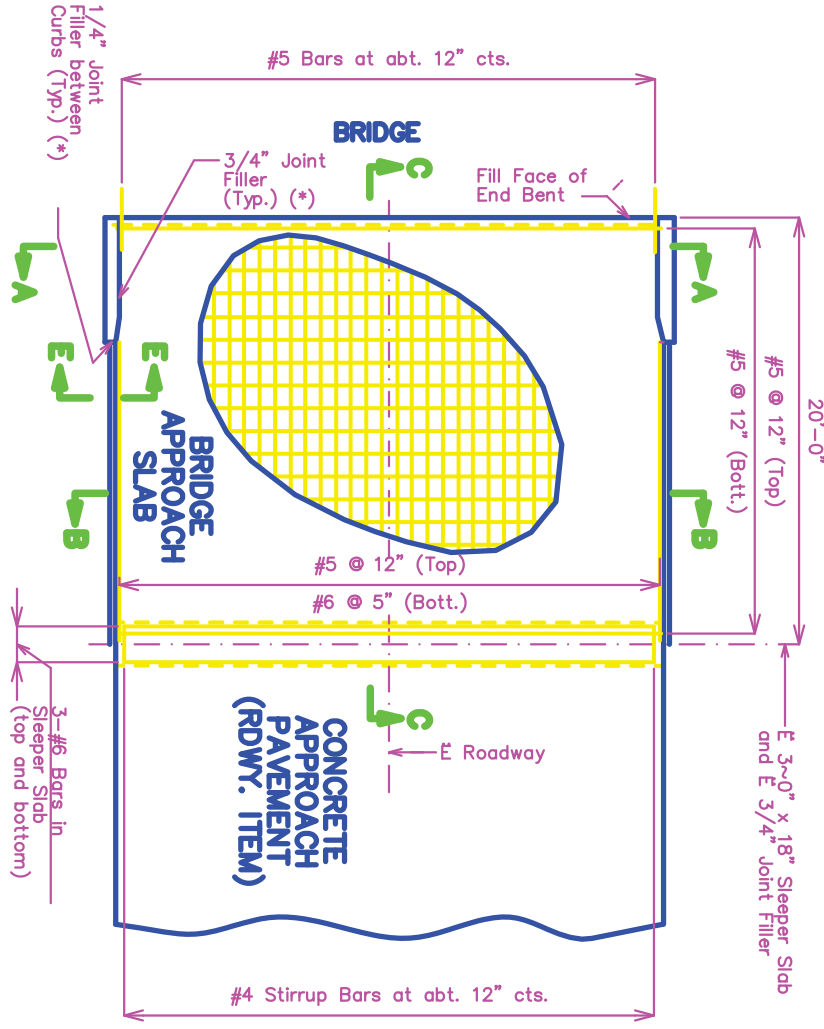 1/4" Joint
Filler between
Curbs (Typ.) (*)
#5 Bars at abt. 12" cts.
BRIDGE
3/4" Joint
Filler
(Typ.) (*)
C
Fill Face of
End Bent
A
A
20'-0"
#5 @ 12" (Top)
#5 @ 12" (Bott.)
E
E
BRIDGE
APPROACH
SLAB
B
B
#5 @ 12" (Top)
#6 @ 5" (Bott.)
C
CONCRETE
APPROACH
PAVEMENT
(RDWY. ITEM)
È Roadway
3-#6 Bars in
Sleeper Slab
(top and bottom)
È 3~0" x 18" Sleeper Slab
and È 3/4" Joint Filler
#4 Stirrup Bars at abt. 12" cts.